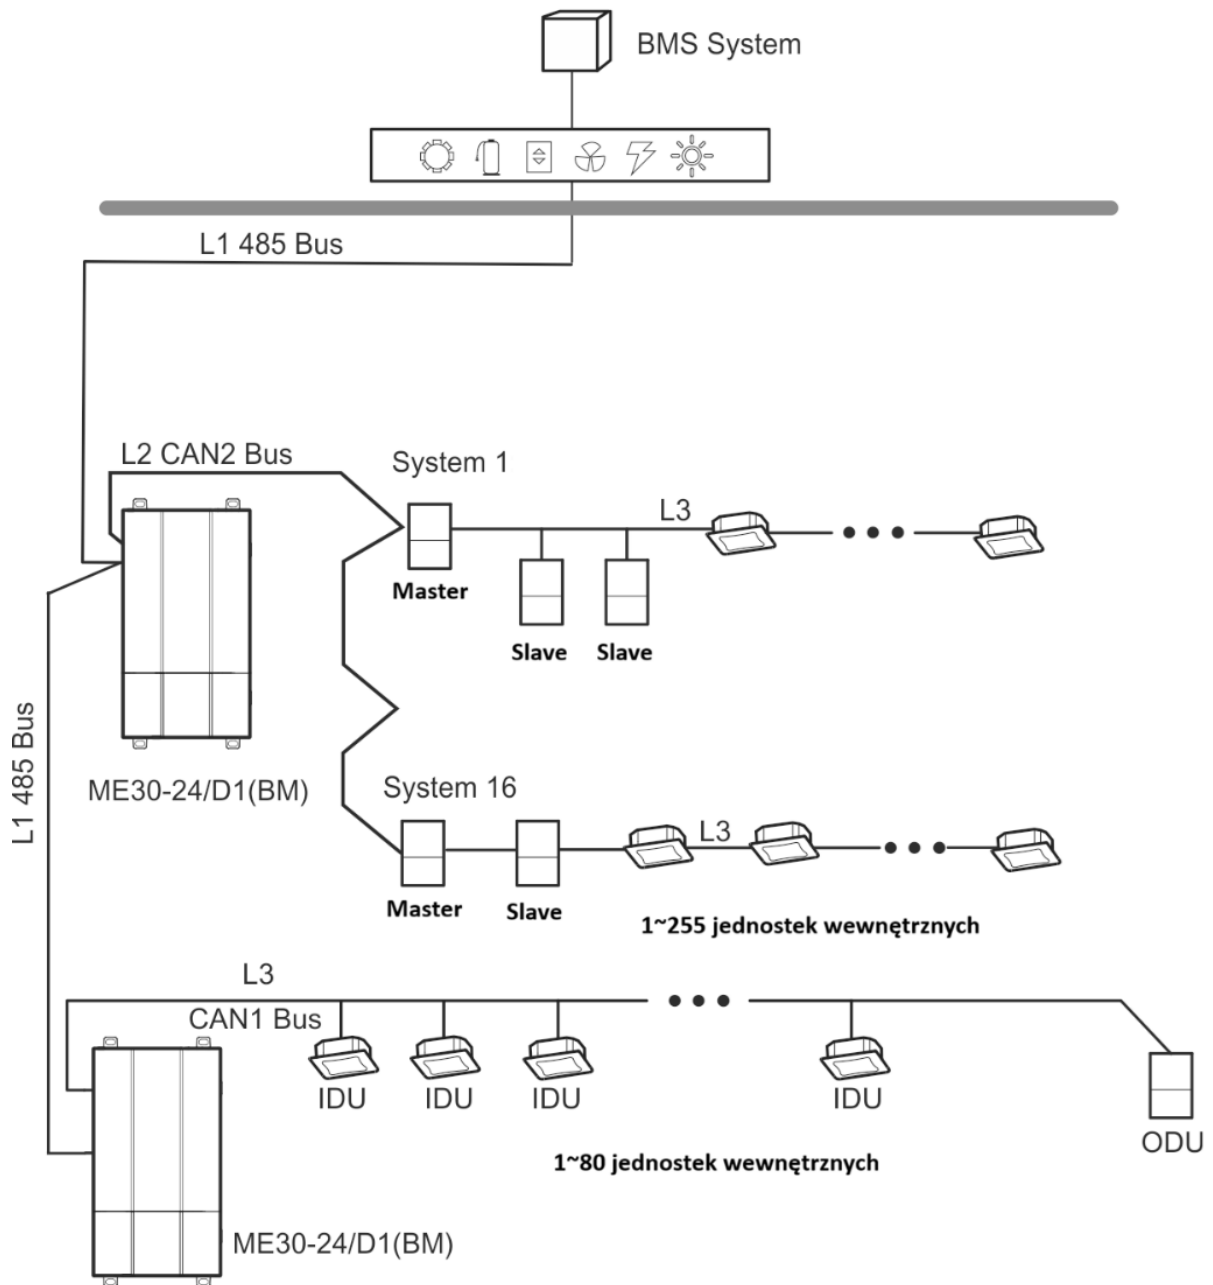 BMS System
L1 485 Bus
L2 CAN2 Bus
System 1
L3
Master
Slave
Slave
ME30-24/D1(BM)
L1 485 Bus
System 16
L3
Master
Slave
1~255 jednostek wewnętrznych
L3
CAN1 Bus
IDU
IDU
IDU
IDU
ODU
1~80 jednostek wewnętrznych
ME30-24/D1(BM)